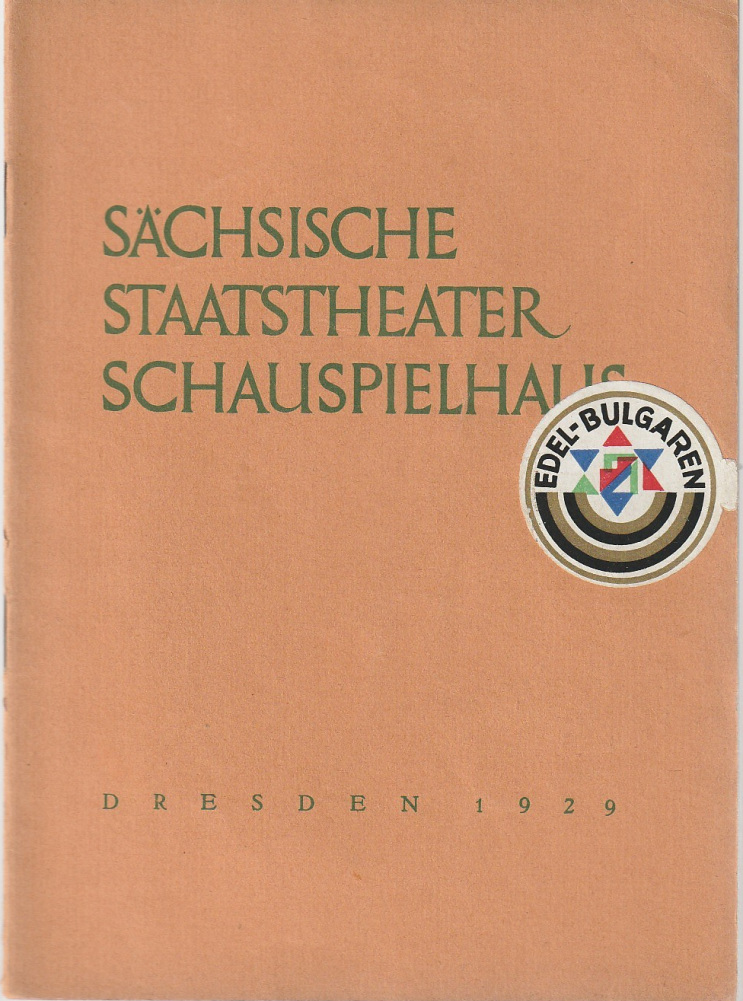 SÄCHSISCHE
STAATSTHEATER
SCHAUSPIELHAUS
EDEL-BULGAREN
DRESDEN 1929